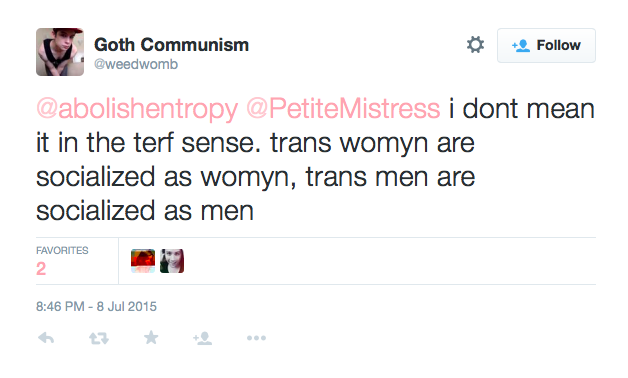 Goth Communism
@weedwomb
Follow
@abolishentropy @PetiteMistress i dont mean
it in the terf sense. trans womyn are
socialized as womyn, trans men are
socialized as men
FAVORITES
2
8:46 PM - 8 Jul 2015